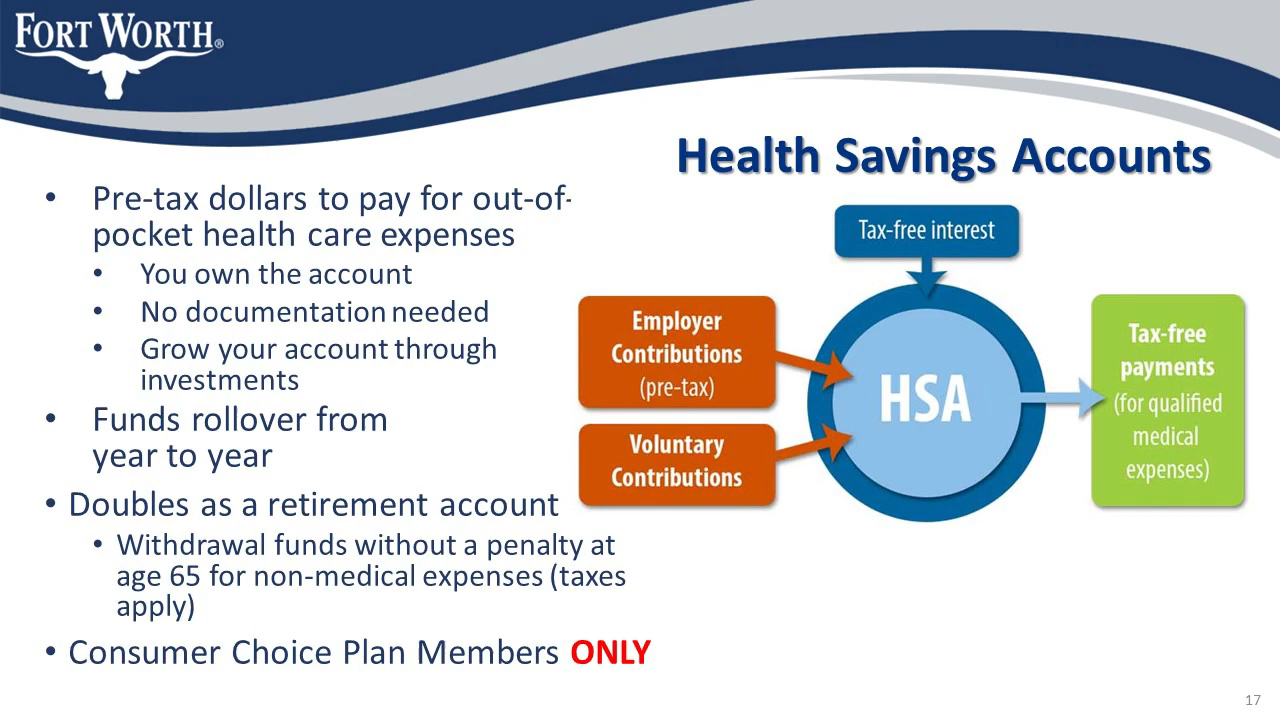 FORT WORTH®
Health Savings Accounts
• Pre-tax dollars to pay for out-of-
pocket health care expenses
• You own the account
• No documentation needed
• Grow your account through
investments
• Funds rollover from
year to year
• Doubles as a retirement account
• Withdrawal funds without a penalty at
age 65 for non-medical expenses (taxes
apply)
• Consumer Choice Plan Members ONLY
Tax-free interest
Employer
Contributions
(pre-tax)
Voluntary
Contributions
HSA
Tax-free
payments
(for qualified
medical
expenses)
17